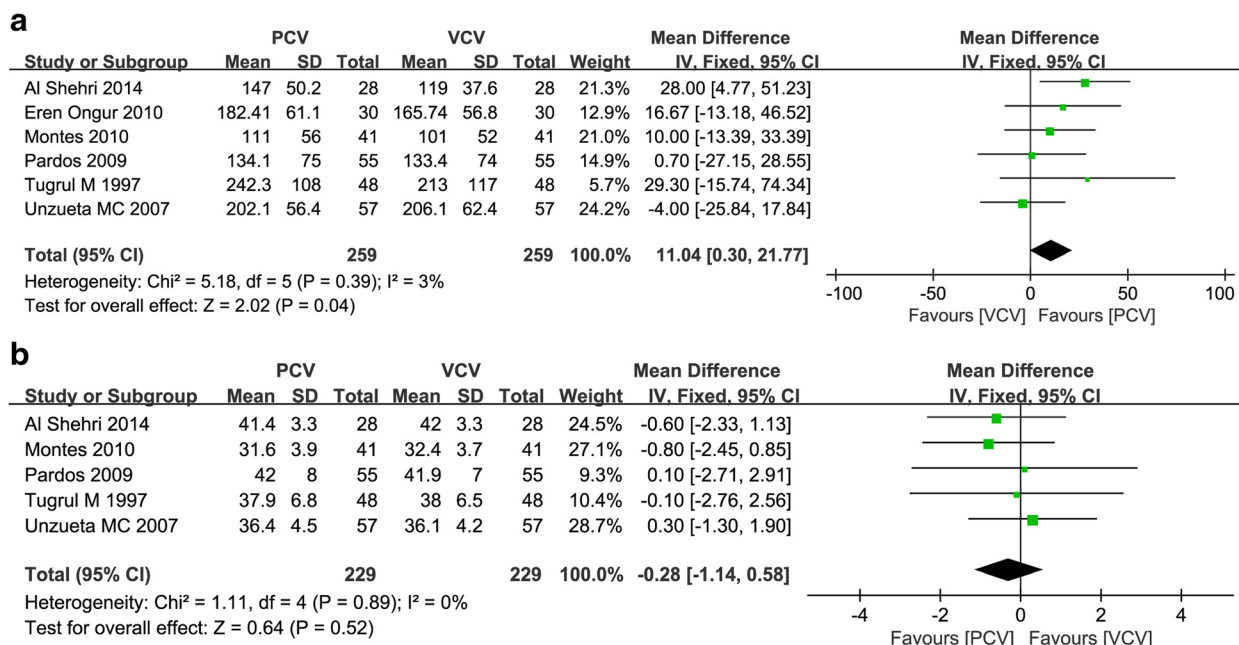 a
PCV VCV Mean Difference Mean Difference
Study or Subgroup Mean SD Total Mean SD Total Weight IV, Fixed, 95% CI IV, Fixed, 95% CI
Al Shehri 2014 147 50.2 28 119 37.6 28 21.3% 28.00 [4.77, 51.23]
Eren Ongur 2010 182.41 61.1 30 165.74 56.8 30 12.9% 16.67 [-13.18, 46.52]
Montes 2010 111 56 41 101 52 41 21.0% 10.00 [-13.39, 33.39]
Pardos 2009 134.1 75 55 133.4 74 55 14.9% 0.70 [-27.15, 28.55]
Tugrul M 1997 242.3 108 48 213 117 48 5.7% 29.30 [-15.74, 74.34]
Unzueta MC 2007 202.1 56.4 57 206.1 62.4 57 24.2% -4.00 [-25.84, 17.84]
Total (95% CI) 259 259 100.0% 11.04 [0.30, 21.77]
Heterogeneity: Chi² = 5.18, df = 5 (P = 0.39); I² = 3%
Test for overall effect: Z = 2.02 (P = 0.04)
-100 -50 0 50 100
Favours [VCV] Favours [PCV]
b
PCV VCV Mean Difference Mean Difference
Study or Subgroup Mean SD Total Mean SD Total Weight IV, Fixed, 95% CI IV, Fixed, 95% CI
Al Shehri 2014 41.4 3.3 28 42 3.3 28 24.5% -0.60 [-2.33, 1.13]
Montes 2010 31.6 3.9 41 32.4 3.7 41 27.1% -0.80 [-2.45, 0.85]
Pardos 2009 42 8 55 41.9 7 55 9.3% 0.10 [-2.71, 2.91]
Tugrul M 1997 37.9 6.8 48 38 6.5 48 10.4% -0.10 [-2.76, 2.56]
Unzueta MC 2007 36.4 4.5 57 36.1 4.2 57 28.7% 0.30 [-1.30, 1.90]
Total (95% CI) 229 229 100.0% -0.28 [-1.14, 0.58]
Heterogeneity: Chi² = 1.11, df = 4 (P = 0.89); I² = 0%
Test for overall effect: Z = 0.64 (P = 0.52)
-4 -2 0 2 4
Favours [PCV] Favours [VCV]